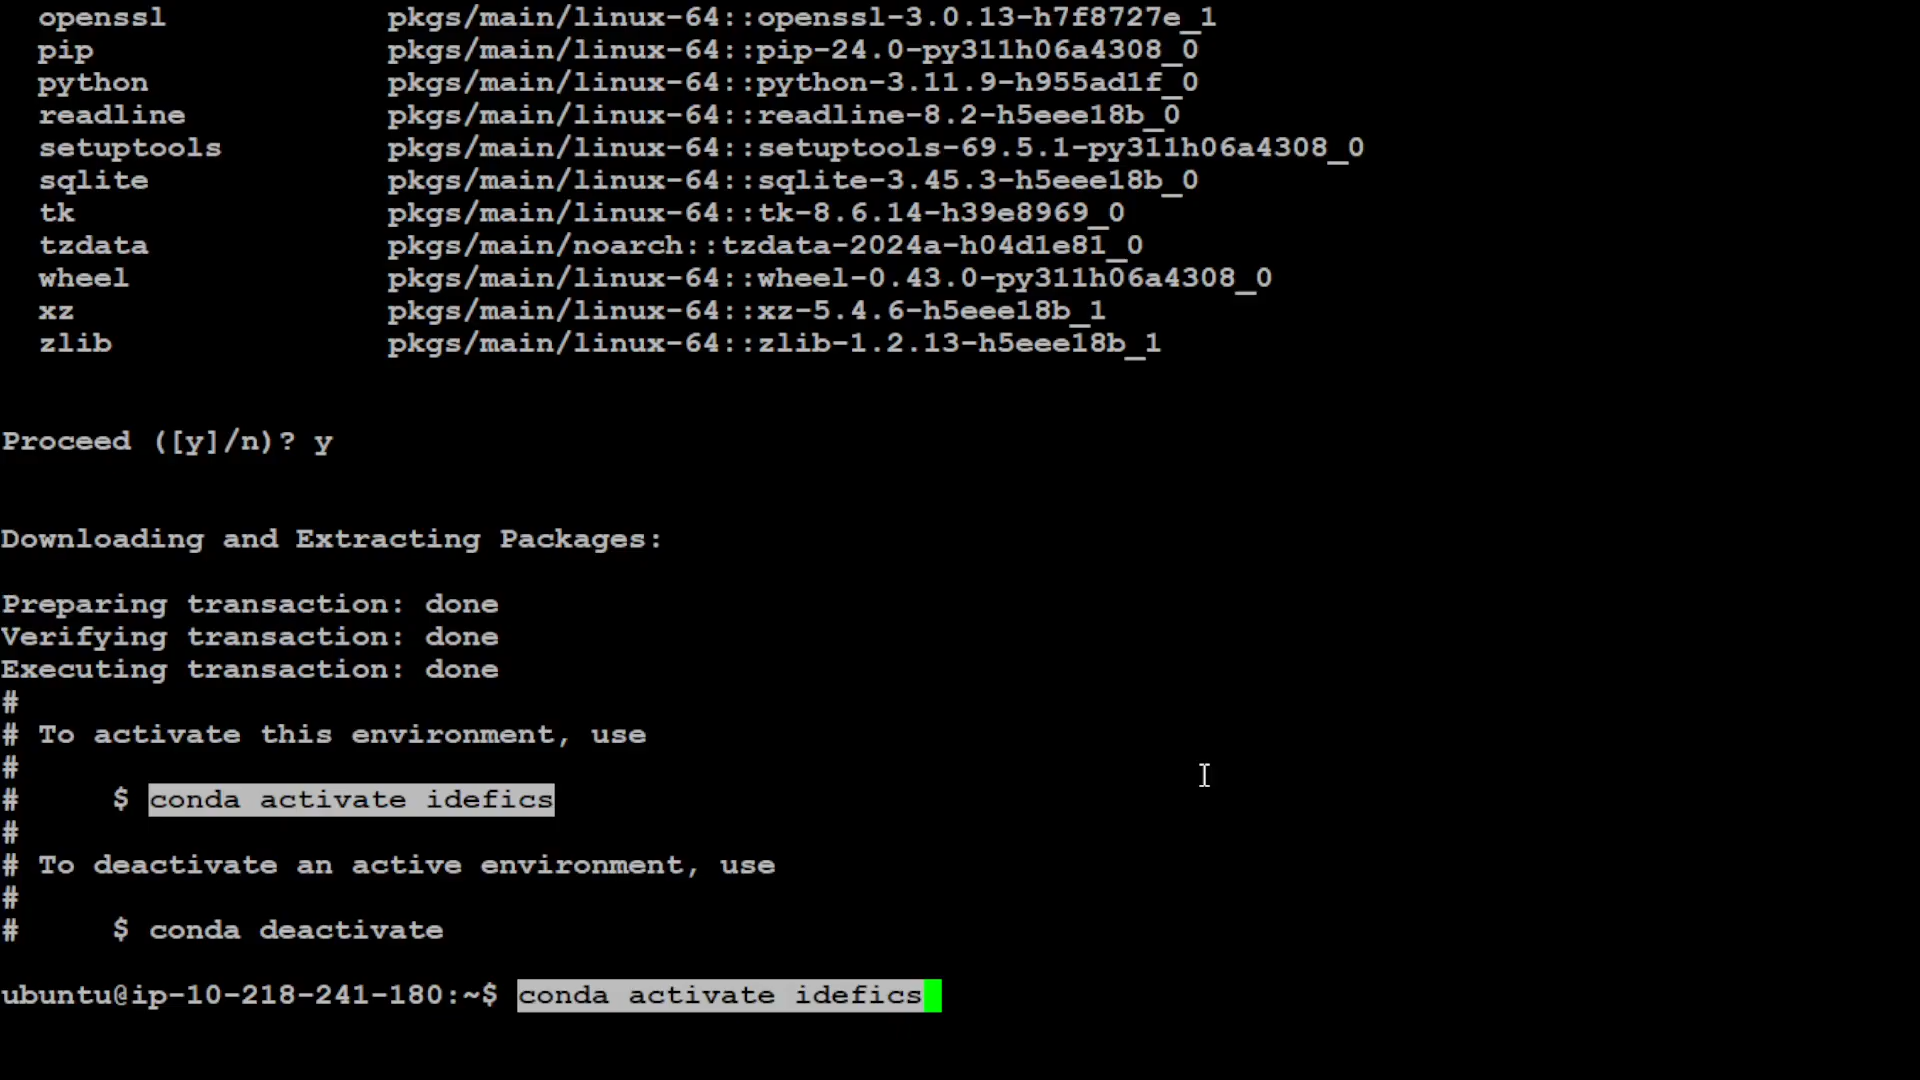 openssl pkgs/main/linux-64::openssl-3.0.13-h7f8727e_1
pip pkgs/main/linux-64::pip-24.0-py311h06a4308_0
python pkgs/main/linux-64::python-3.11.9-h955ad1f_0
readline pkgs/main/linux-64::readline-8.2-h5eee18b_0
setuptools pkgs/main/linux-64::setuptools-69.5.1-py311h06a4308_0
sqlite pkgs/main/linux-64::sqlite-3.45.3-h5eee18b_0
tk pkgs/main/linux-64::tk-8.6.14-h39e8969_0
tzdata pkgs/main/noarch::tzdata-2024a-h04d1e81_0
wheel pkgs/main/linux-64::wheel-0.43.0-py311h06a4308_0
xz pkgs/main/linux-64::xz-5.4.6-h5eee18b_1
zlib pkgs/main/linux-64::zlib-1.2.13-h5eee18b_1
Proceed ([y]/n)? y
Downloading and Extracting Packages:
Preparing transaction: done
Verifying transaction: done
Executing transaction: done
#
# To activate this environment, use
#
# $ conda activate idefics
#
# To deactivate an active environment, use
#
# $ conda deactivate
ubuntu@ip-10-218-241-180:~$ conda activate idefics